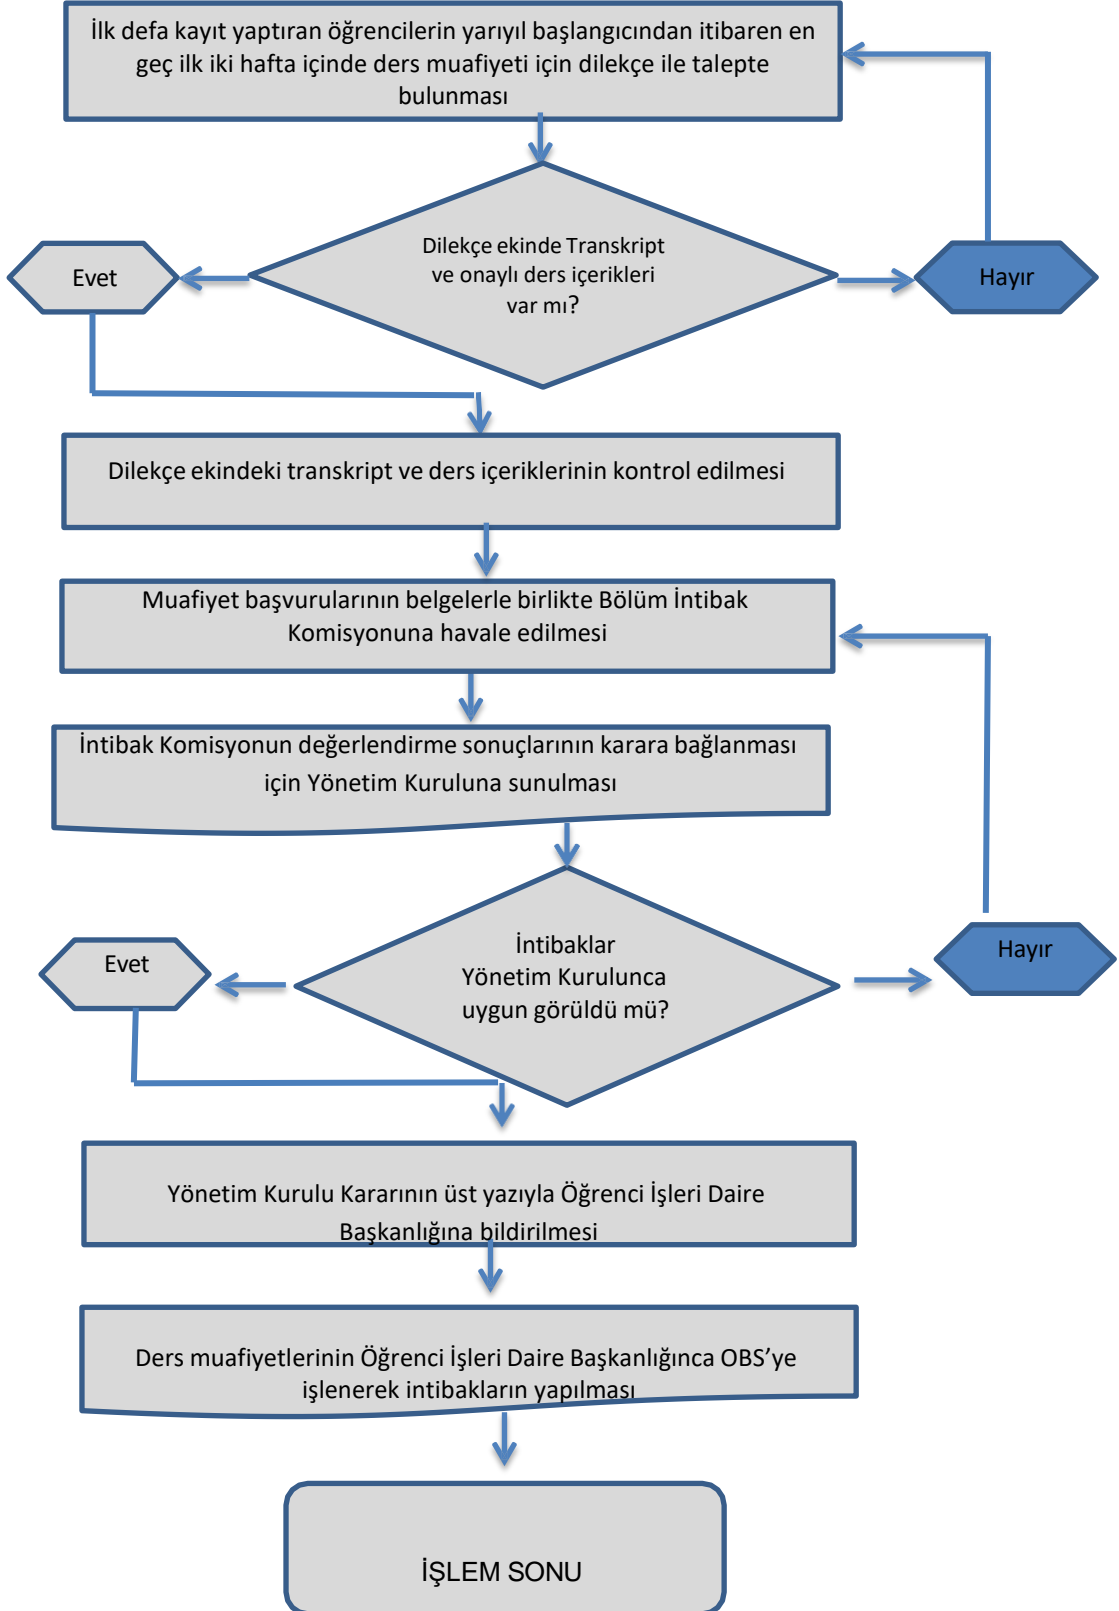 İlk defa kayıt yaptıran öğrencilerin yarıyıl başlangıcından itibaren en
geç ilk iki hafta içinde ders muafiyeti için dilekçe ile talepte
bulunması
Dilekçe ekinde Transkript
ve onaylı ders içerikleri
var mı?
Evet
Hayır
Dilekçe ekindeki transkript ve ders içeriklerinin kontrol edilmesi
Muafiyet başvurularının belgelerle birlikte Bölüm İntibak
Komisyonuna havale edilmesi
İntibak Komisyonun değerlendirme sonuçlarının karara bağlanması
için Yönetim Kuruluna sunulması
İntibaklar
Yönetim Kurulunca
uygun görüldü mü?
Evet
Hayır
Yönetim Kurulu Kararının üst yazıyla Öğrenci İşleri Daire
Başkanlığına bildirilmesi
Ders muafiyetlerinin Öğrenci İşleri Daire Başkanlığınca OBS’ye
işlenerek intibakların yapılması
İŞLEM SONU